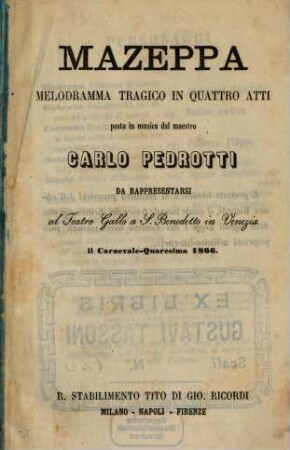 MAZEPPA
MELODRAMMA TRAGICO IN QUATTRO ATTI
posto in musica dal maestro
CARLO PEDROTTI
DA RAPPRESENTARSI
al Teatro Gallo a S. Benedetto in Venezia
il Carnevale-Quaresima 1866.
EX LIBRIS
GUSTAVI TASSONI
R. STABILIMENTO TITO DI GIO. RICORDI
MILANO - NAPOLI - FIRENZE